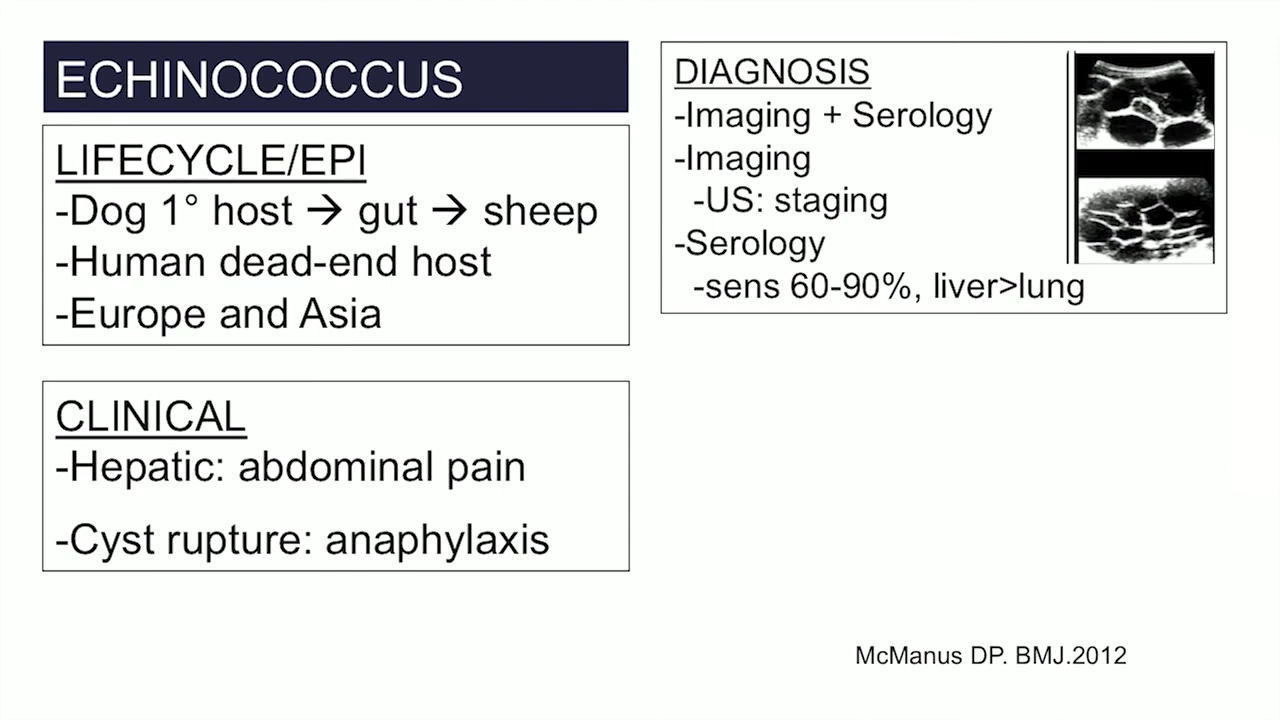 ECHINOCOCCUS
LIFECYCLE/EPI
-Dog 1° host → gut → sheep
-Human dead-end host
-Europe and Asia
CLINICAL
-Hepatic: abdominal pain
-Cyst rupture: anaphylaxis
DIAGNOSIS
-Imaging + Serology
-Imaging
-US: staging
-Serology
-sens 60-90%, liver>lung
McManus DP. BMJ.2012